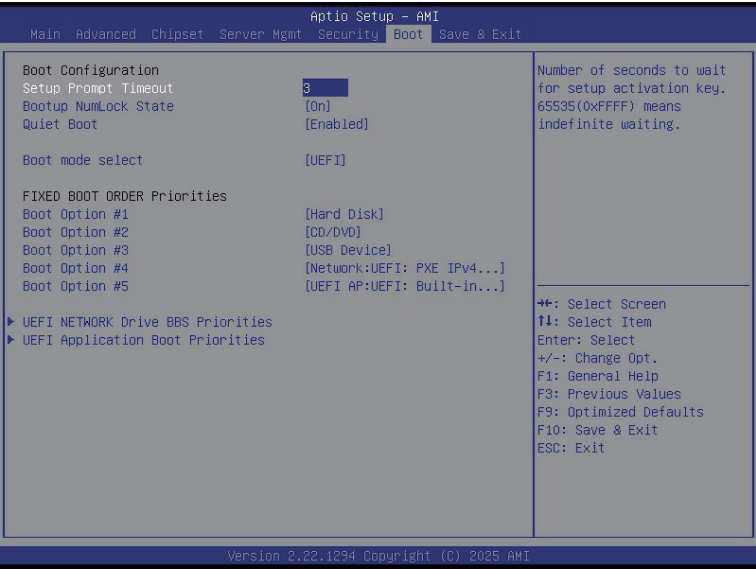 Aptio Setup – AMI
Main Advanced Chipset Server Mgmt Security Boot Save & Exit
Boot Configuration
Setup Prompt Timeout 3
Bootup NumLock State [On]
Quiet Boot [Enabled]
Boot mode select [UEFI]
FIXED BOOT ORDER Priorities
Boot Option #1 [Hard Disk]
Boot Option #2 [CD/DVD]
Boot Option #3 [USB Device]
Boot Option #4 [Network:UEFI: PXE IPv4...]
Boot Option #5 [UEFI AP:UEFI: Built-in...]
▶ UEFI NETWORK Drive BBS Priorities
▶ UEFI Application Boot Priorities
Number of seconds to wait
for setup activation key.
65535(0xFFFF) means
indefinite waiting.
→←: Select Screen
↑↓: Select Item
Enter: Select
+/-: Change Opt.
F1: General Help
F3: Previous Values
F9: Optimized Defaults
F10: Save & Exit
ESC: Exit
Version 2.22.1294 Copyright (C) 2025 AMI